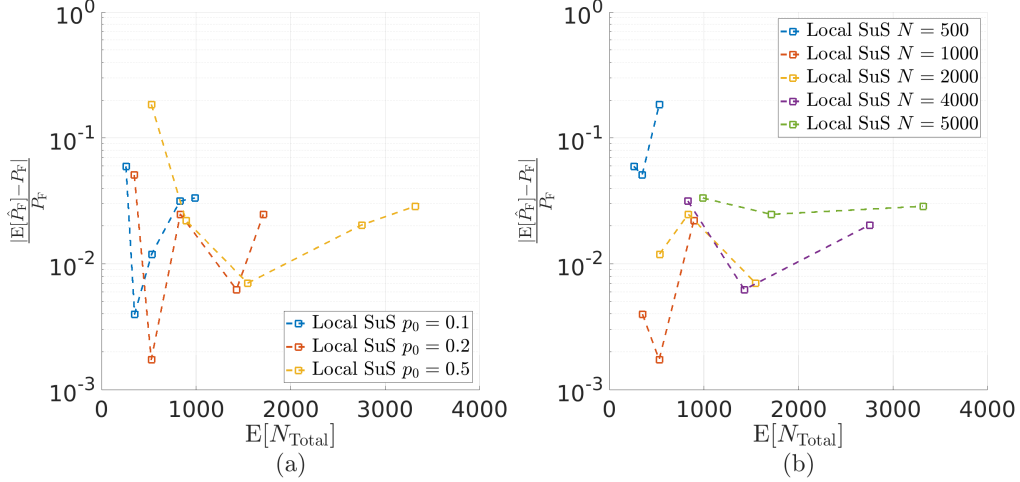 10^0
10^-1
10^-2
10^-3
|E[P̂_F]−P_F| / P_F
0 1000 2000 3000 4000
E[N_Total]
Local SuS p_0 = 0.1
Local SuS p_0 = 0.2
Local SuS p_0 = 0.5
(a)
10^0
10^-1
10^-2
10^-3
|E[P̂_F]−P_F| / P_F
0 1000 2000 3000 4000
E[N_Total]
Local SuS N = 500
Local SuS N = 1000
Local SuS N = 2000
Local SuS N = 4000
Local SuS N = 5000
(b)